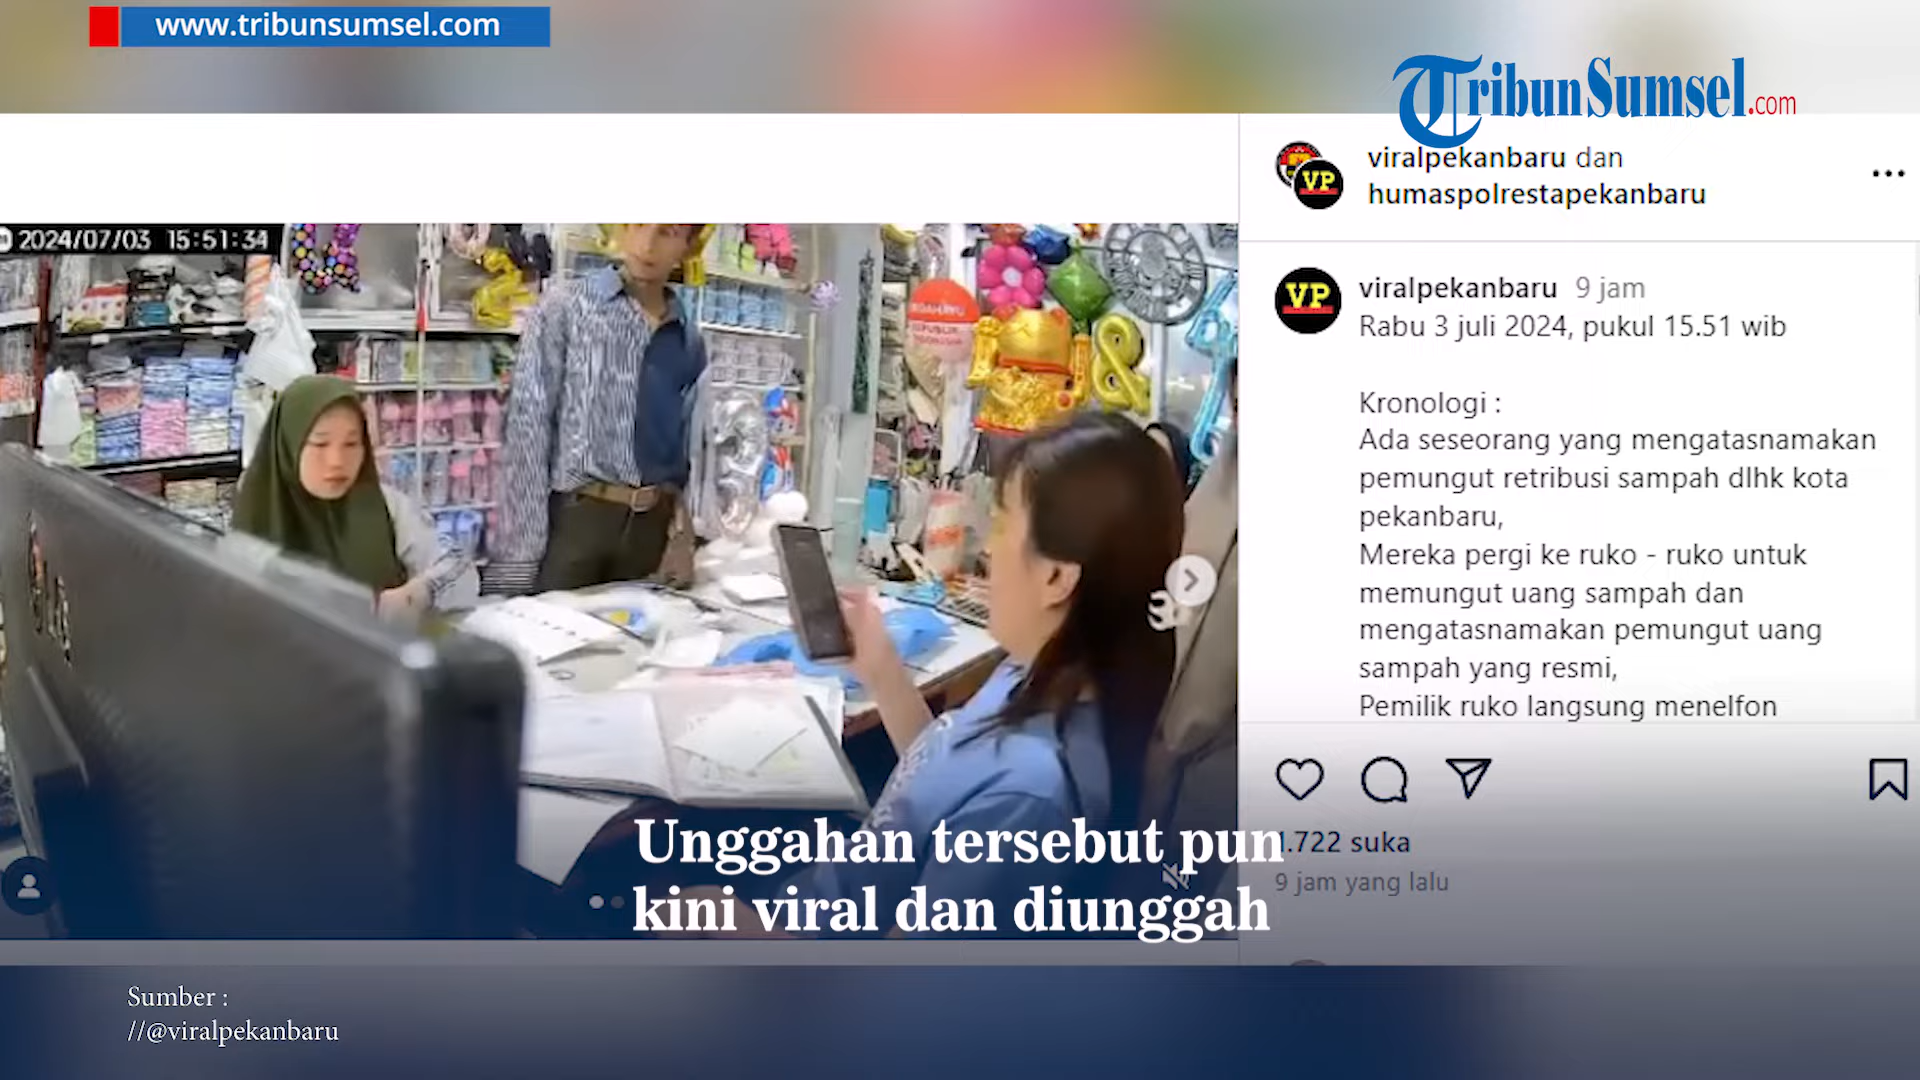 www.tribunsumsel.com
TribunSumsel.com
viralpekanbaru dan
humaspolrestapekanbaru
VP
2024/07/03 15:51:34
VP
viralpekanbaru 9 jam
Rabu 3 juli 2024, pukul 15.51 wib
Kronologi :
Ada seseorang yang mengatasnamakan
pemungut retribusi sampah dlhk kota
pekanbaru,
Mereka pergi ke ruko - ruko untuk
memungut uang sampah dan
mengatasnamakan pemungut uang
sampah yang resmi,
Pemilik ruko langsung menelfon
1.722 suka
9 jam yang lalu
Unggahan tersebut pun
kini viral dan diunggah
Sumber :
//@viralpekanbaru